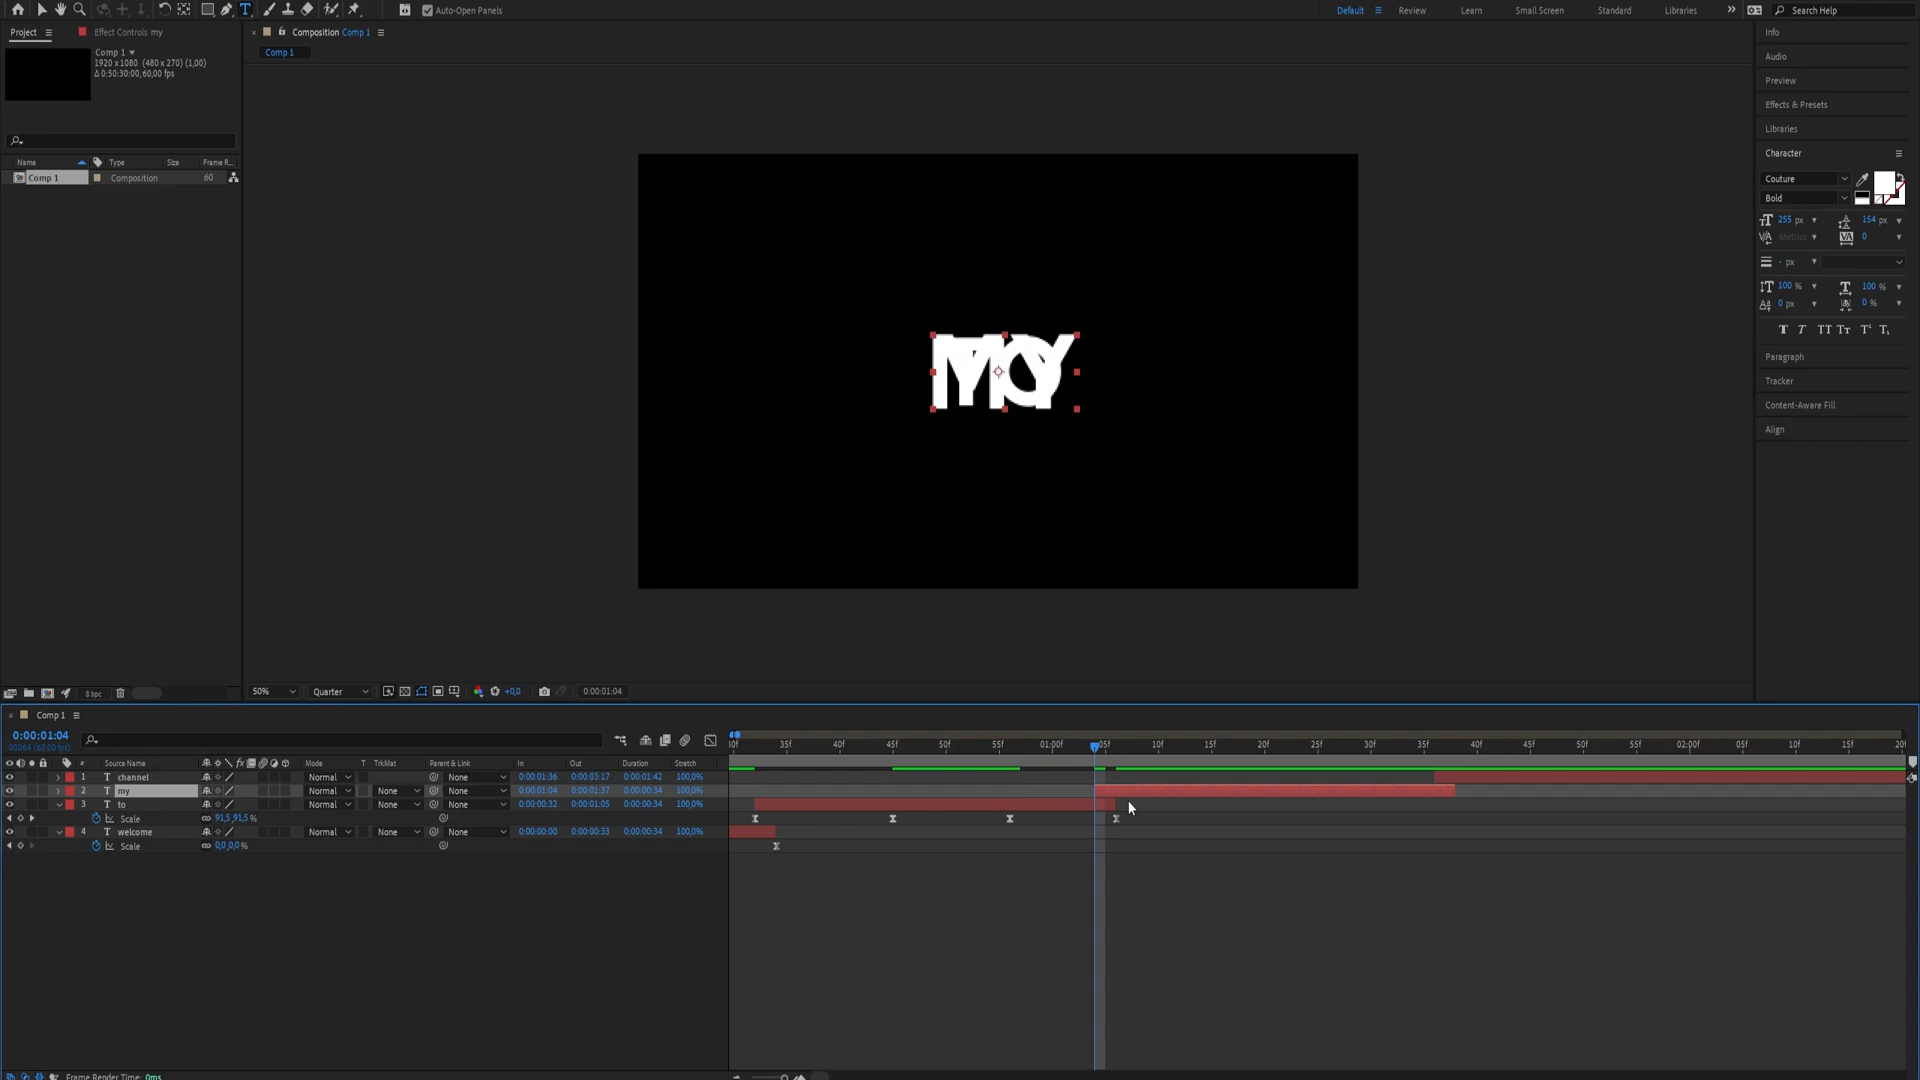 Auto-Open Panels
Default
Review
Learn
Small Screen
Standard
Libraries
Search Help
Project
Effect Controls my
Composition Comp 1
Comp 1
Comp 1
1920 x 1080 (480 x 270) (1,00)
Δ 0:50:30:00, 60,00 fps
Name Type Size Frame R...
Comp 1 Composition 60
MY
8 bpc
50% Quarter +0,0 0:00:01:04
Info
Audio
Preview
Effects & Presets
Libraries
Character
Couture
Bold
255 px 154 px
Metrics 0
- px
100 % 100 %
0 px 0 %
Paragraph
Tracker
Content-Aware Fill
Align
Comp 1
0:00:01:04
00064 (60.00 fps)
# Source Name Mode T TrkMat Parent & Link In Out Duration Stretch
1 T channel Normal None 0:00:01:36 0:00:03:17 0:00:01:42 100,0%
2 T my Normal None None 0:00:01:04 0:00:01:37 0:00:00:34 100,0%
3 T to Normal None None 0:00:00:32 0:00:01:05 0:00:00:34 100,0%
Scale 91,5,91,5 %
4 T welcome Normal None None 0:00:00:00 0:00:00:33 0:00:00:34 100,0%
Scale 0,0,0,0 %
35f 40f 45f 50f 55f 01:00f 05f 10f 15f 20f 25f 30f 35f 40f 45f 50f 55f 02:00f 05f 10f 15f
Frame Render Time: 0ms